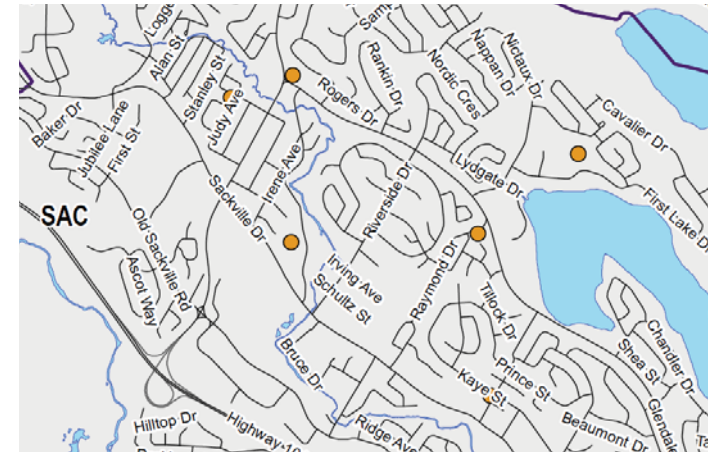 Alan St
Stanley St
Judy Ave
Rogers Dr
Rankin Dr
Nordic Cres
Nappan Dr
Nictaux Dr
Cavalier Dr
Baker Dr
Jubilee Lane
First St
Irene Ave
Sackville Dr
Riverside Dr
Lydgate Dr
First Lake Dr
SAC
Old Sackville Rd
Ascot Way
Irving Ave
Schultz St
Raymond Dr
Tillock Dr
Bruce Dr
Kaye St
Prince St
Chandler Dr
Shea St
Glendale
Beaumont Dr
Hilltop Dr
Highway-10
Ridge Ave